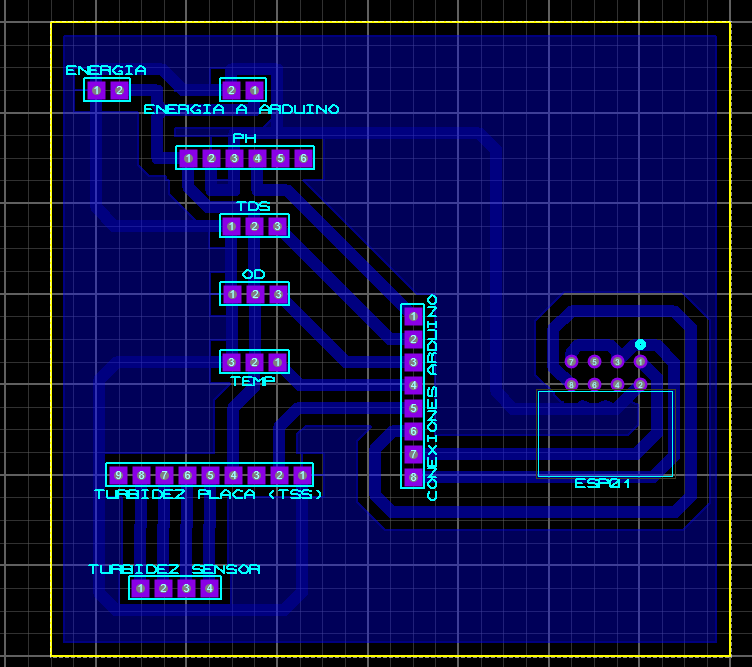 ENERGIA
1 2
2 1
ENERGIA A ARDUINO
PH
1 2 3 4 5 6
TDS
1 2 3
OD
1 2 3
3 2 1
TEMP
1
2
3
4
5
6
7
8
CONEXIONES ARDUINO
7 5 3 1
8 6 4 2
ESP01
9 8 7 6 5 4 3 2 1
TURBIDEZ PLACA (TSS)
TURBIDEZ SENSOR
1 2 3 4